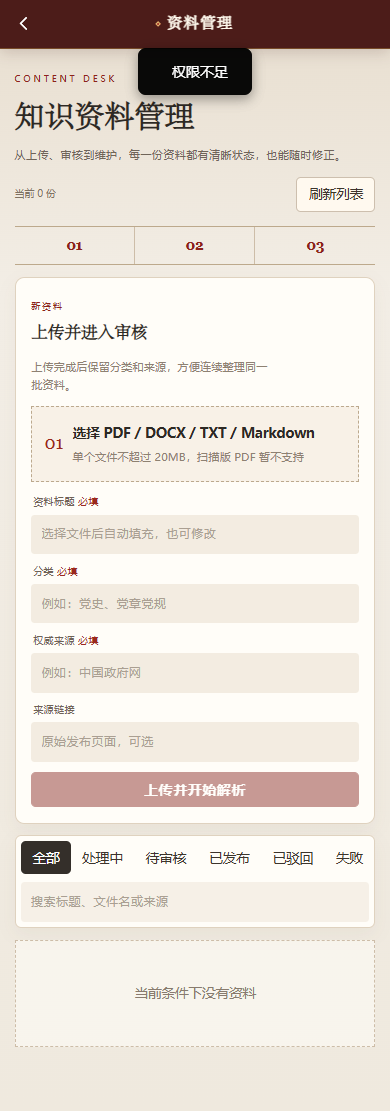 资料管理
权限不足
CONTENT DESK
知识资料管理
从上传、审核到维护，每一份资料都有清晰状态，也能随时修正。
当前 0 份
刷新列表
01
02
03
新资料
上传并进入审核
上传完成后保留分类和来源，方便连续整理同一
批资料。
01
选择 PDF / DOCX / TXT / Markdown
单个文件不超过 20MB，扫描版 PDF 暂不支持
资料标题 必填
选择文件后自动填充，也可修改
分类 必填
例如：党史、党章党规
权威来源 必填
例如：中国政府网
来源链接
原始发布页面，可选
上传并开始解析
全部
处理中
待审核
已发布
已驳回
失败
搜索标题、文件名或来源
当前条件下没有资料